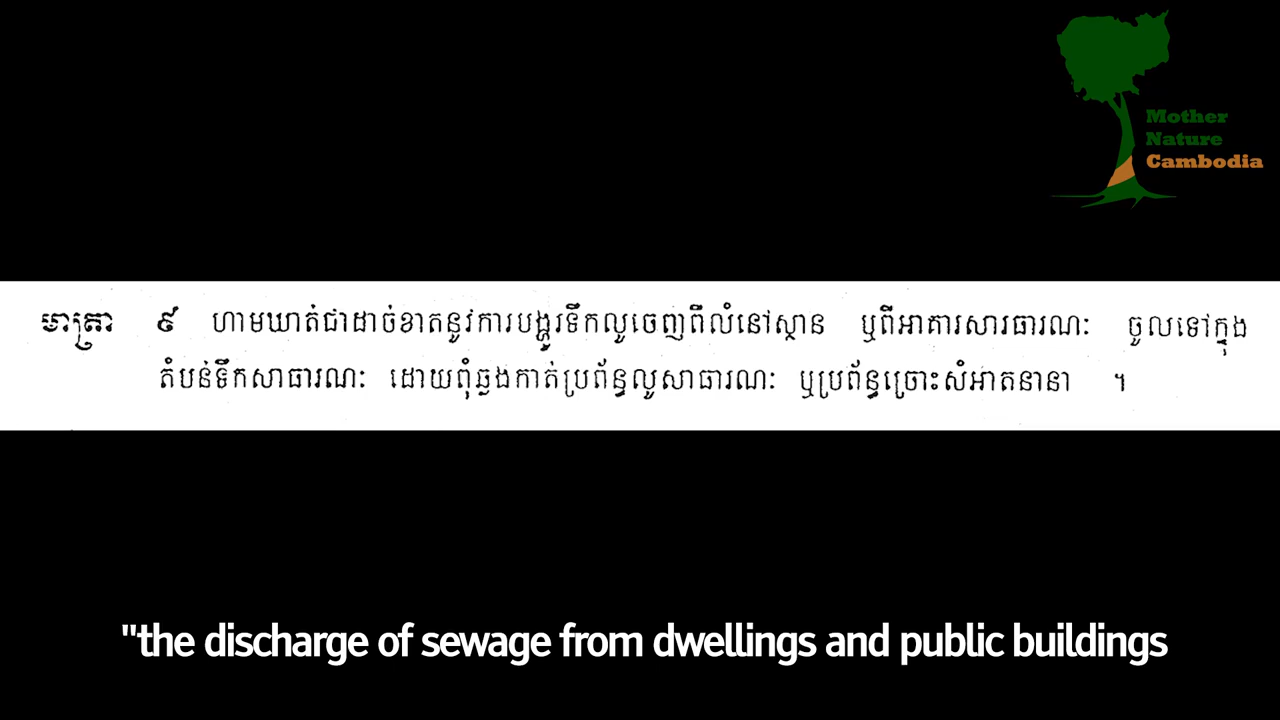 Mother
Nature
Cambodia
មាត្រា ៩ ហាមឃាត់ជាដាច់ខាតនូវការបង្ហូរទឹកលូចេញពីលំនៅស្ថាន ឬពីអាគារសារធារណៈ ចូលទៅក្នុង
តំបន់ទឹកសាធារណៈ ដោយពុំឆ្លងកាត់ប្រព័ន្ធលូសាធារណៈ ឬប្រព័ន្ធច្រោះសំអាតនានា ។
"the discharge of sewage from dwellings and public buildings